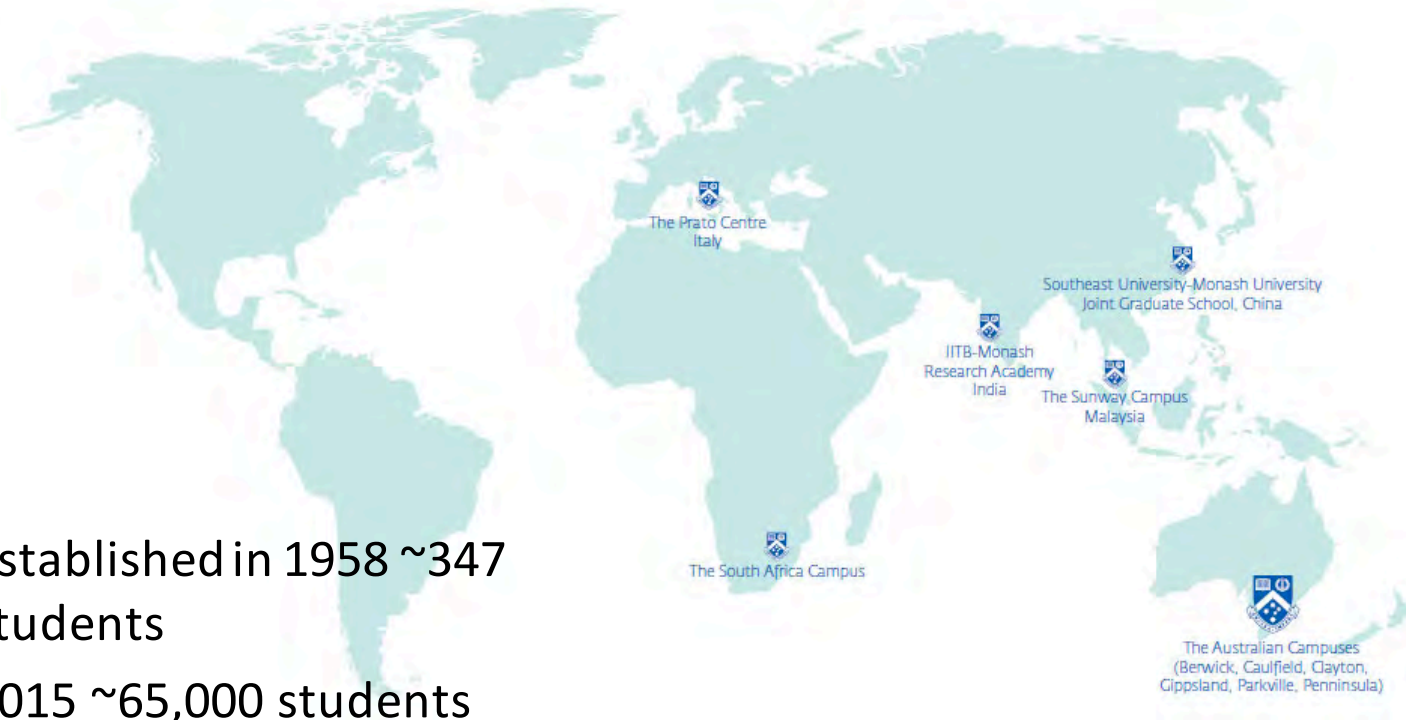 The Prato Centre
Italy
Southeast University-Monash University
Joint Graduate School, China
IITB-Monash
Research Academy
India
The Sunway Campus
Malaysia
stablished in 1958 ~347
tudents
015 ~65,000 students
The South Africa Campus
The Australian Campuses
(Berwick, Caulfield, Clayton,
Gippsland, Parkville, Penninsula)